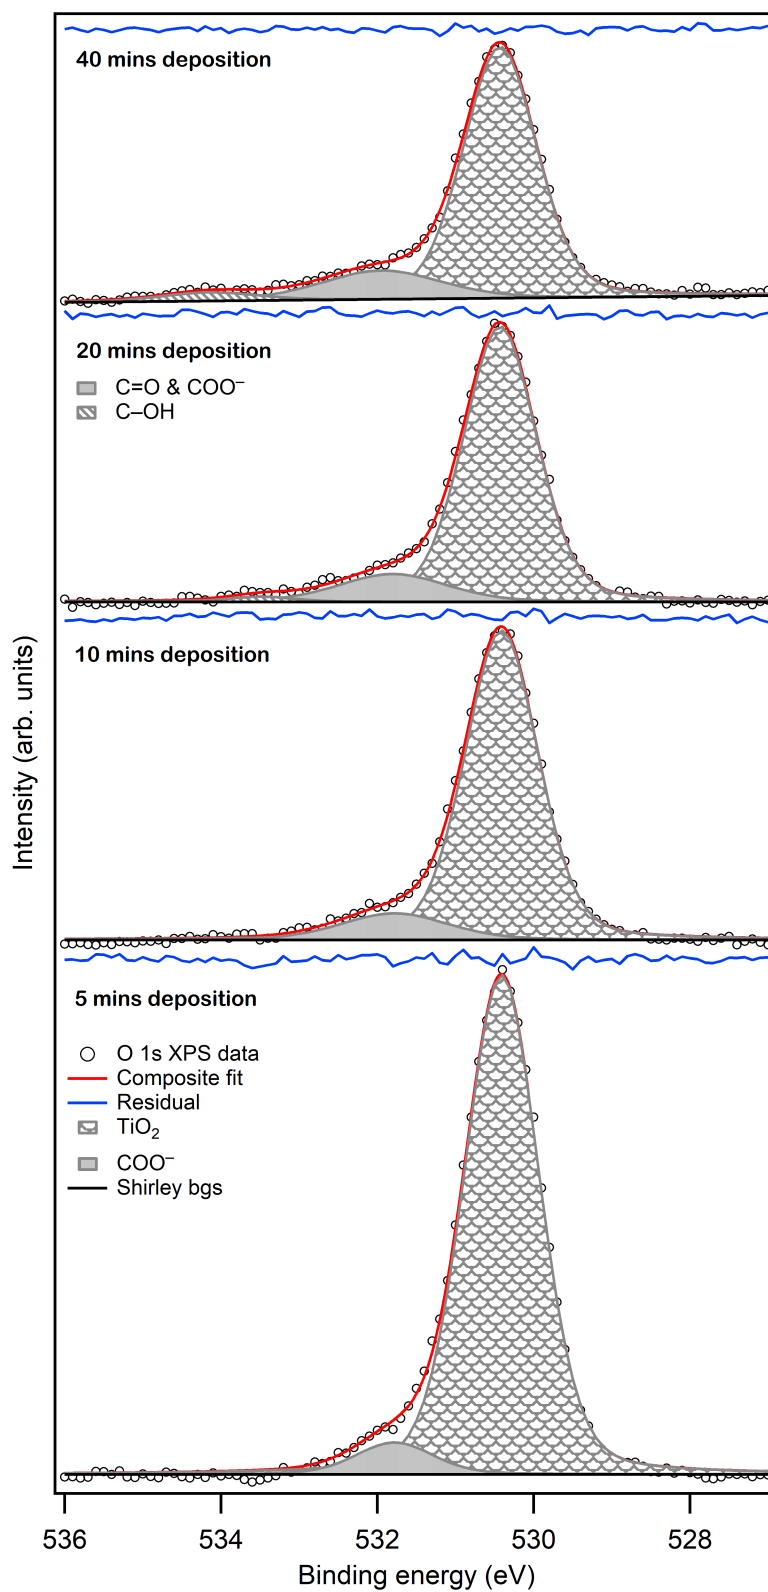 40 mins deposition
20 mins deposition
C=O & COO⁻
C–OH
10 mins deposition
Intensity (arb. units)
5 mins deposition
O 1s XPS data
Composite fit
Residual
TiO₂
COO⁻
Shirley bgs
536 534 532 530 528
Binding energy (eV)